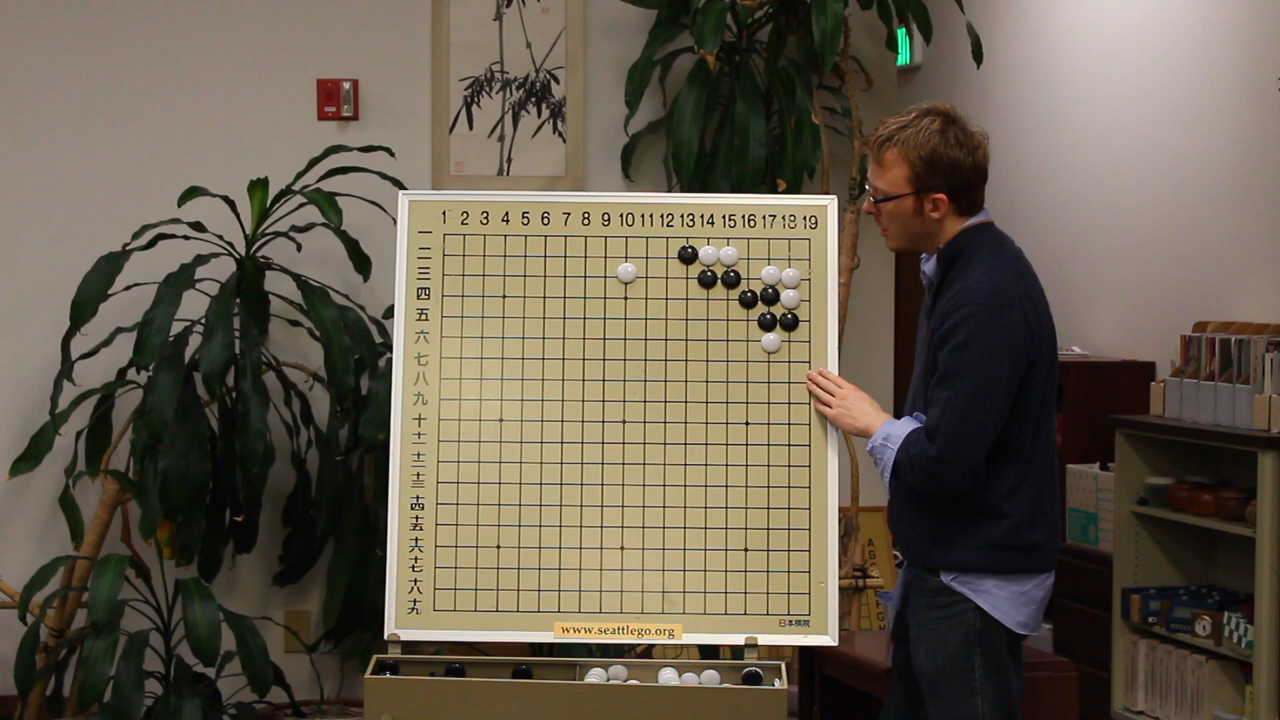 1 2 3 4 5 6 7 8 9 10 11 12 13 14 15 16 17 18 19
一
二
三
四
五
六
七
八
九
十
十一
十二
十三
十四
十五
十六
十七
十八
十九
日本棋院
www.seattlego.org